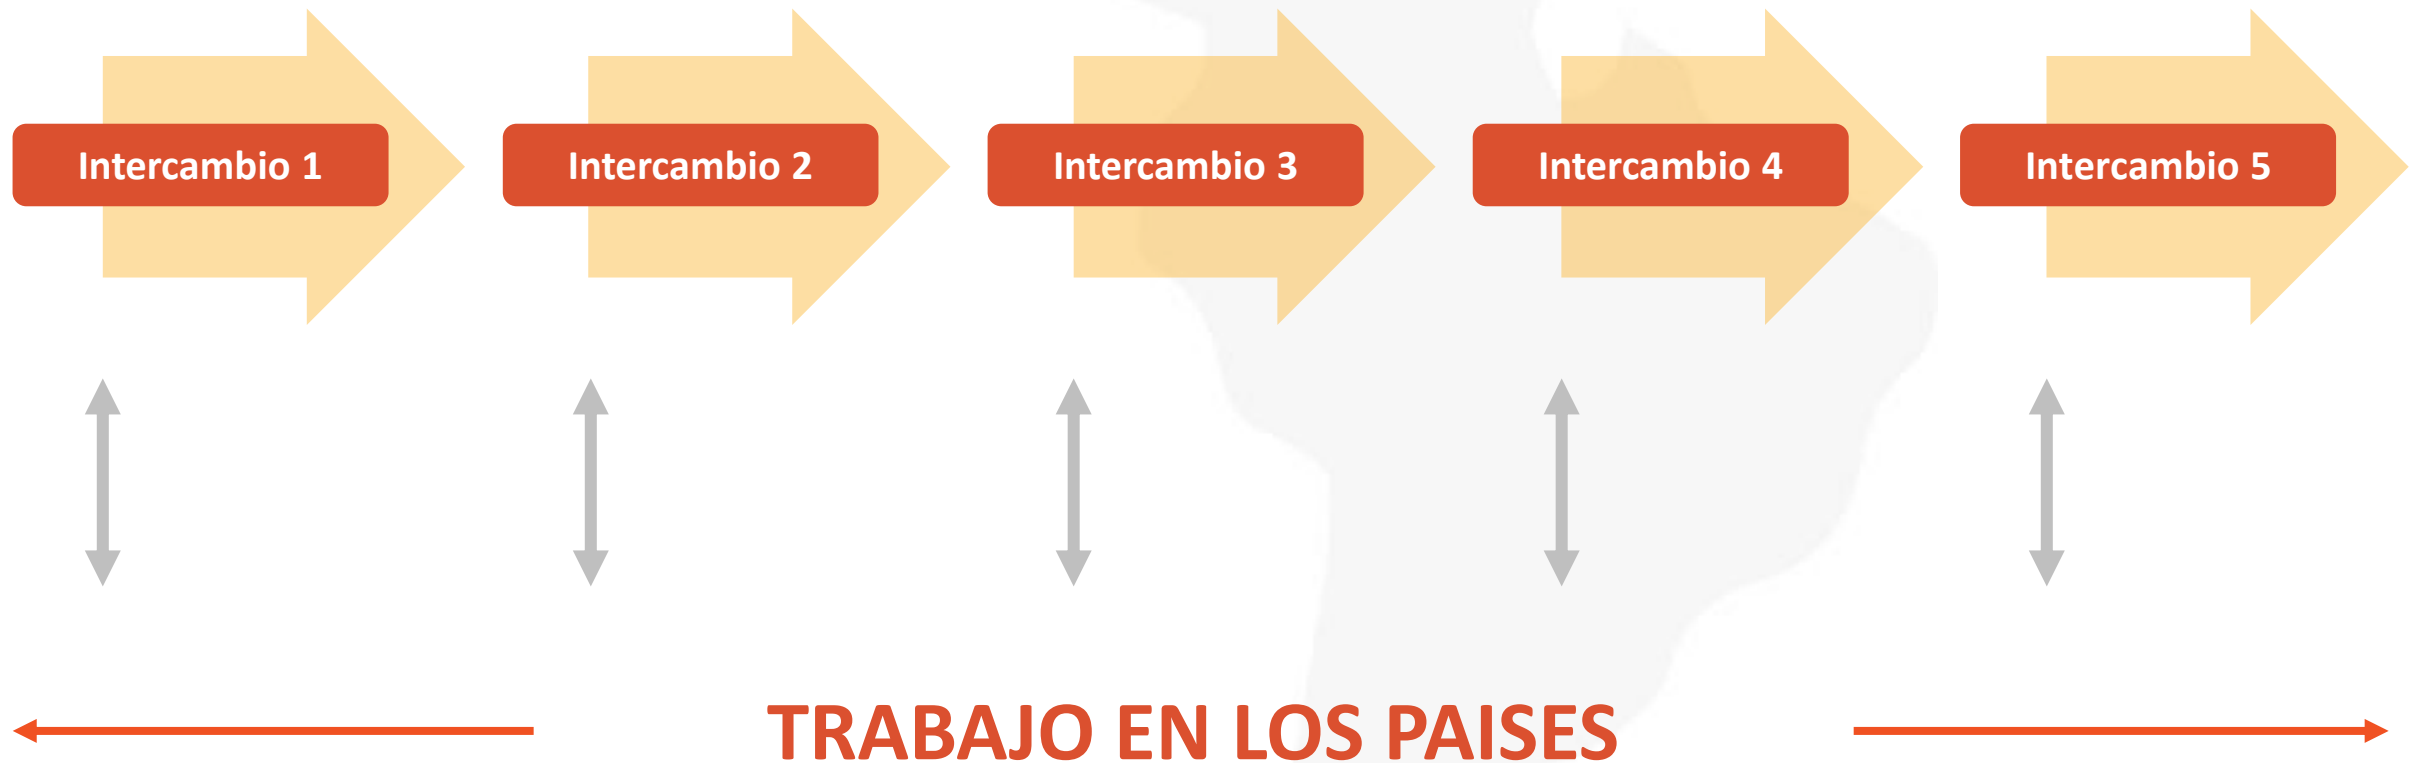 Intercambio 1
Intercambio 2
Intercambio 3
Intercambio 4
Intercambio 5
TRABAJO EN LOS PAISES